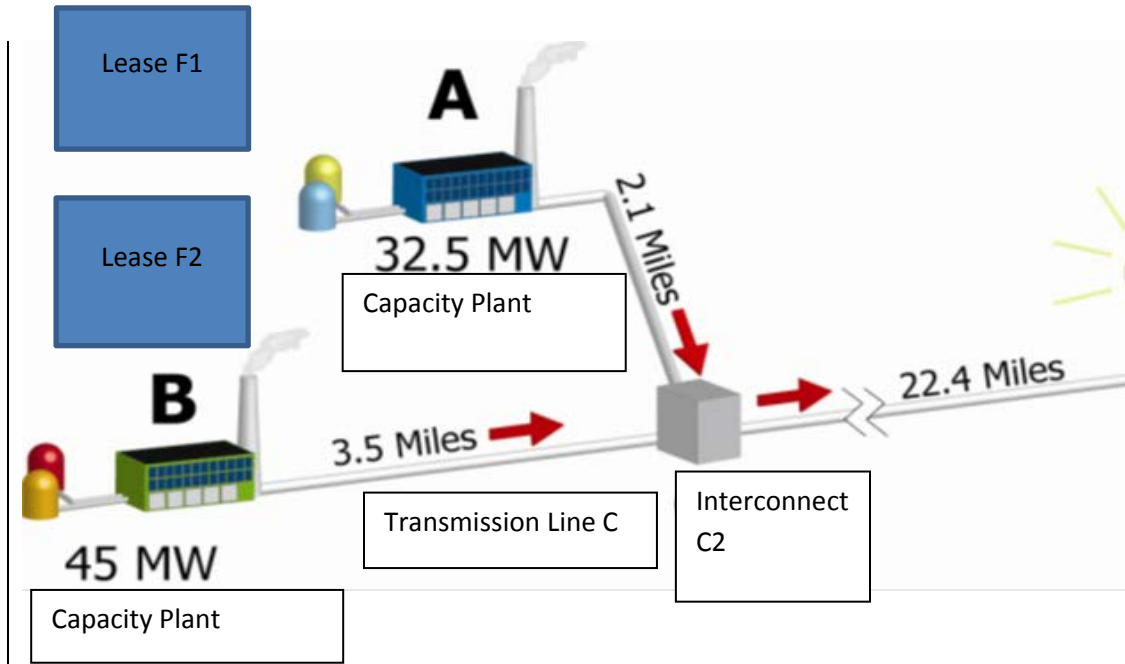 Lease F1
A
Lease F2
2.1 Miles
32.5 MW
Capacity Plant
B
22.4 Miles
3.5 Miles
Transmission Line C
Interconnect
C2
45 MW
Capacity Plant